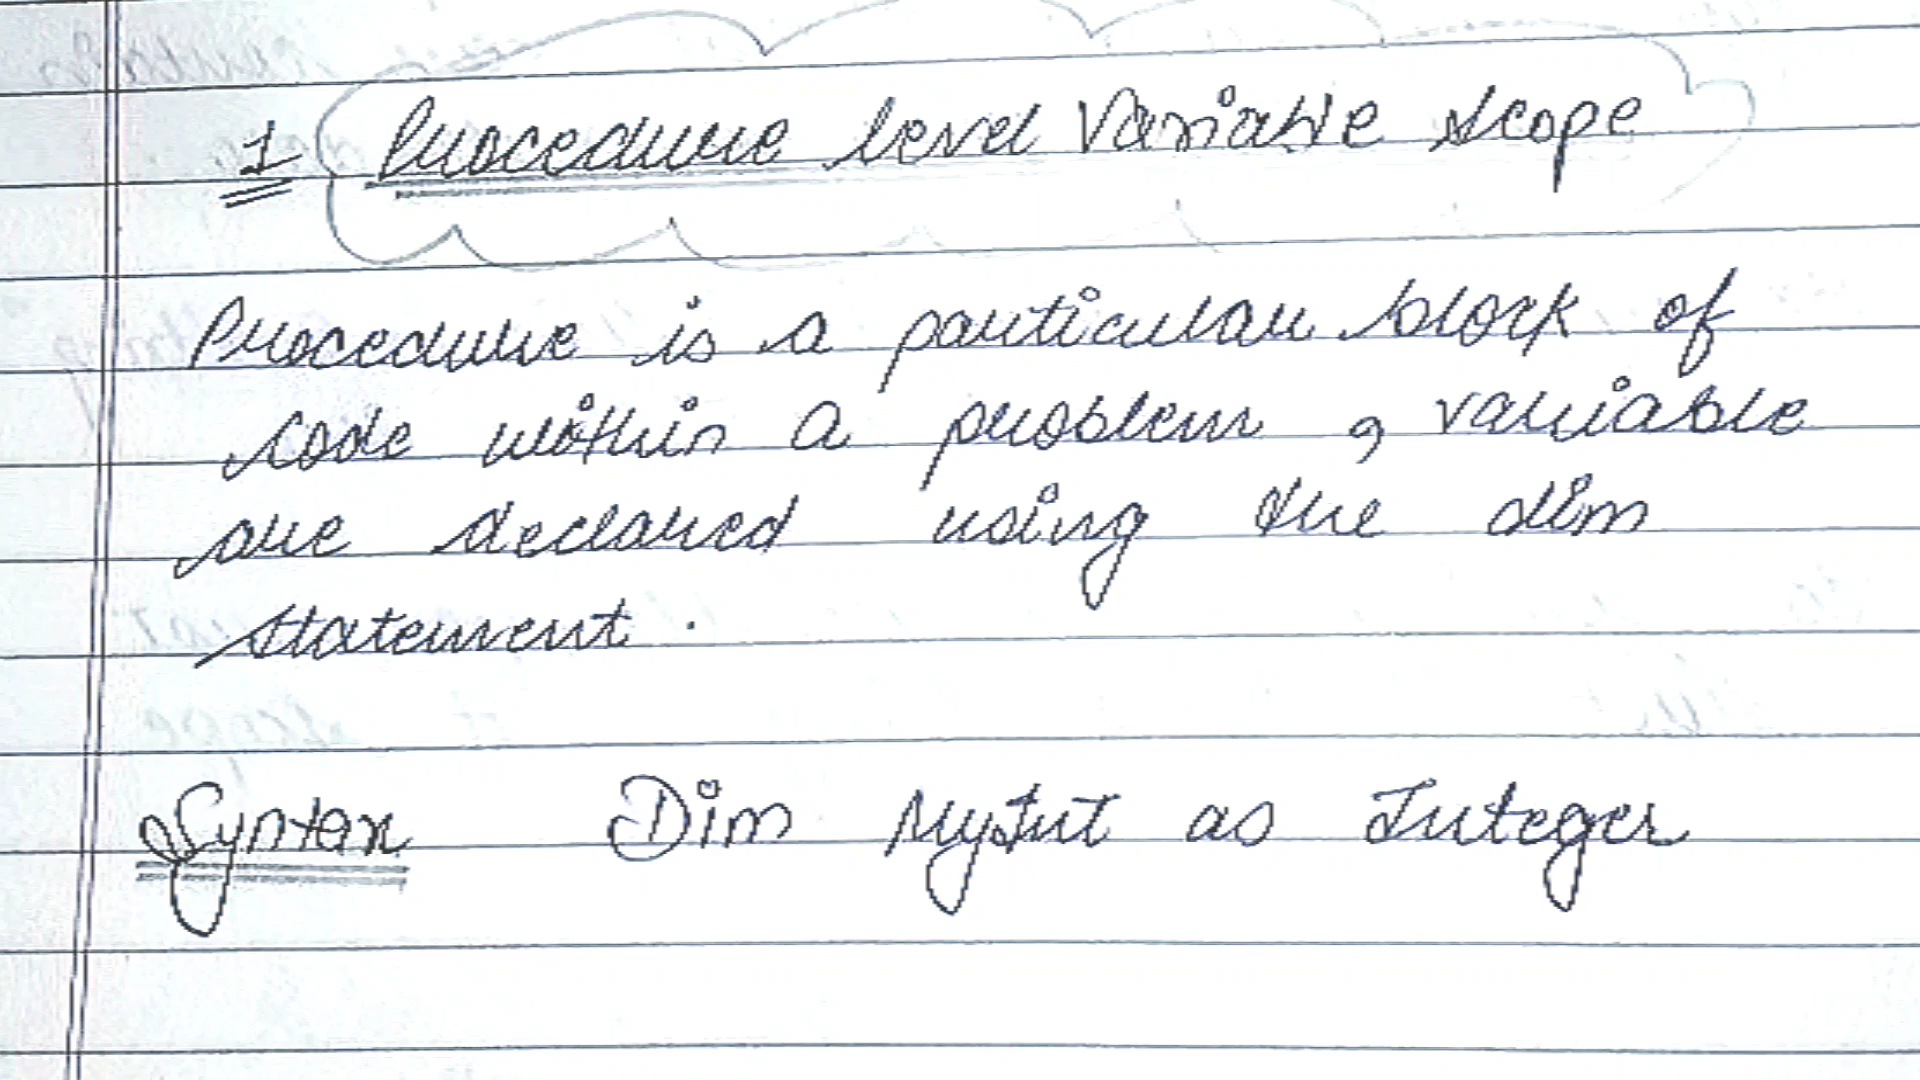 1 Procedure level Variable scope
Procedure is a particular block of
code within a problem, variable
are declared using the dim
statement.
Syntax Dim MyInt as Integer